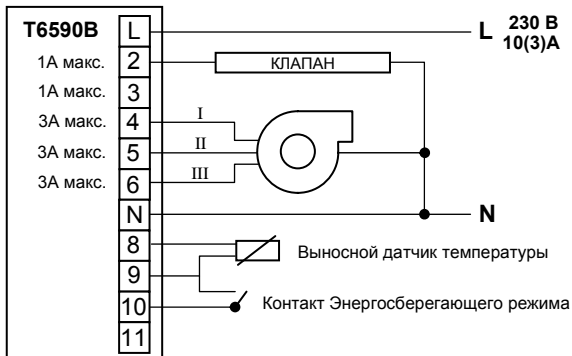 T6590B L L 230 В
10(3)А
1А макс. 2 КЛАПАН
1А макс. 3
3А макс. 4 I
3А макс. 5 II
3А макс. 6 III
N N
8 Выносной датчик температуры
9
10 Контакт Энергосберегающего режима
11